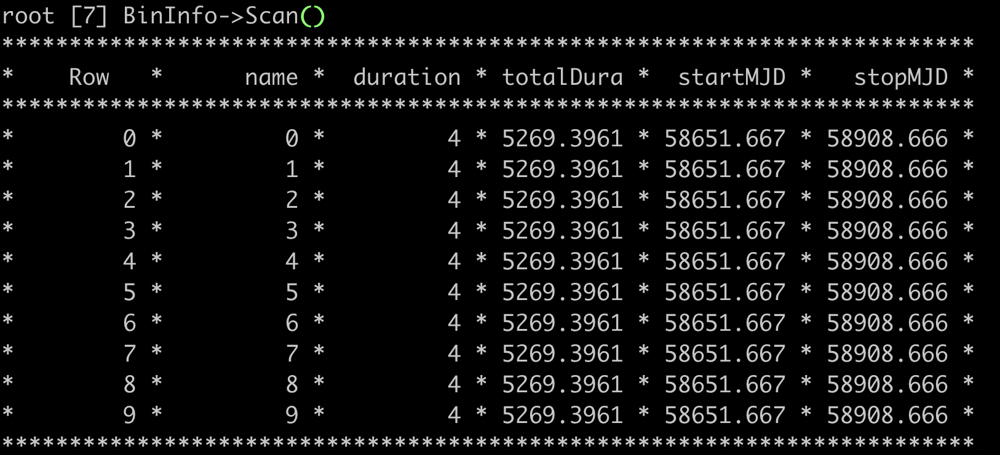 root [7] BinInfo->Scan()
************************************************************************
*    Row   *      name *  duration * totalDura *  startMJD *   stopMJD *
************************************************************************
*        0 *         0 *         4 * 5269.3961 * 58651.667 * 58908.666 *
*        1 *         1 *         4 * 5269.3961 * 58651.667 * 58908.666 *
*        2 *         2 *         4 * 5269.3961 * 58651.667 * 58908.666 *
*        3 *         3 *         4 * 5269.3961 * 58651.667 * 58908.666 *
*        4 *         4 *         4 * 5269.3961 * 58651.667 * 58908.666 *
*        5 *         5 *         4 * 5269.3961 * 58651.667 * 58908.666 *
*        6 *         6 *         4 * 5269.3961 * 58651.667 * 58908.666 *
*        7 *         7 *         4 * 5269.3961 * 58651.667 * 58908.666 *
*        8 *         8 *         4 * 5269.3961 * 58651.667 * 58908.666 *
*        9 *         9 *         4 * 5269.3961 * 58651.667 * 58908.666 *
************************************************************************